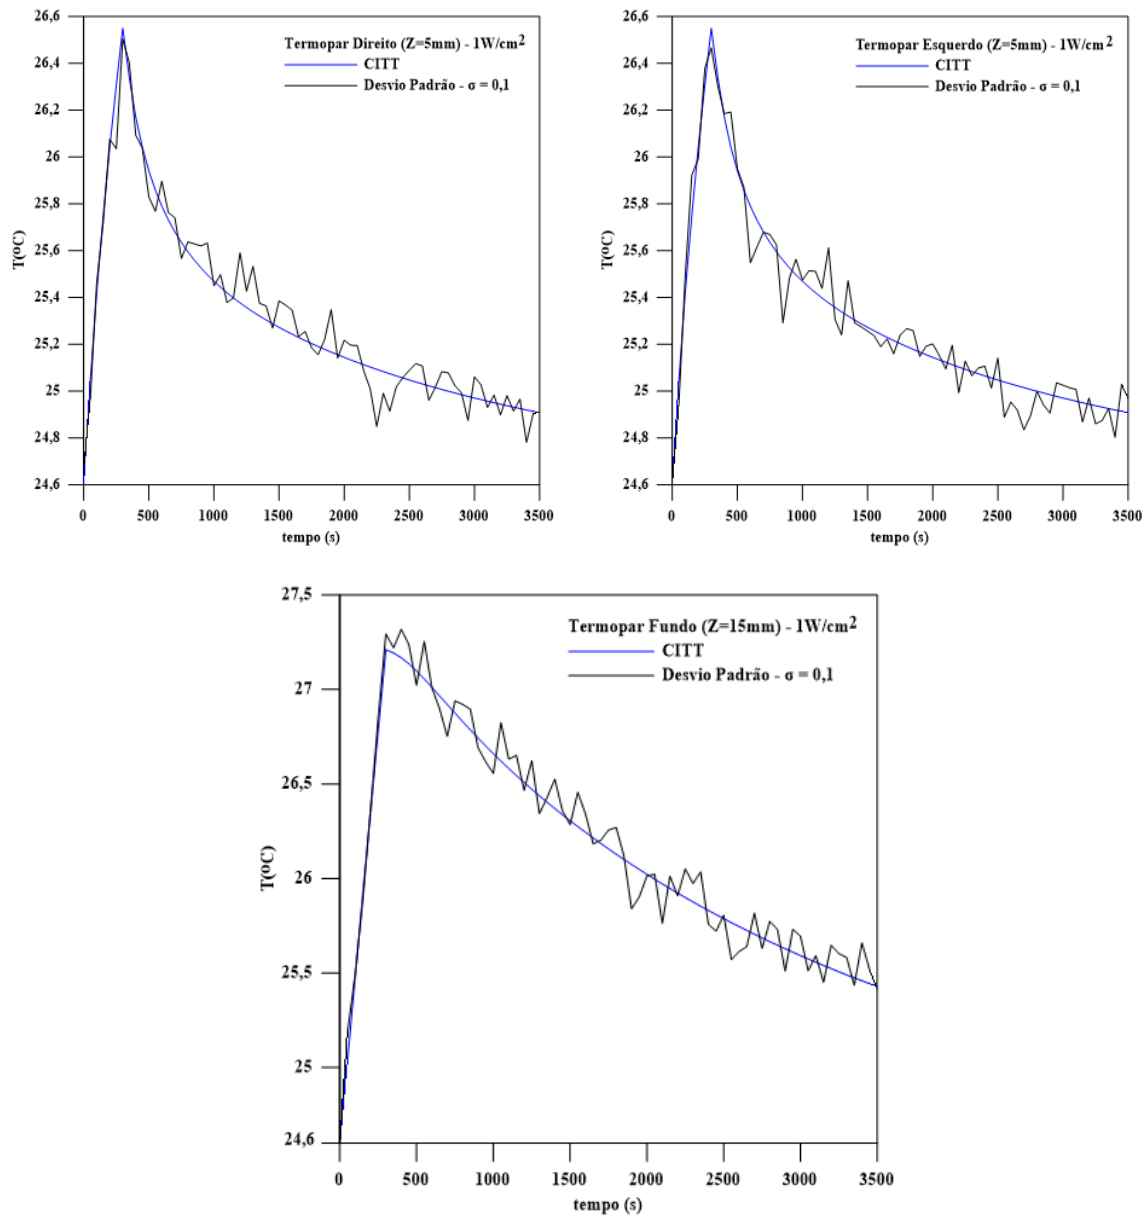 Termopar Direito (Z=5mm) - 1W/cm²
CITT
Desvio Padrão - σ = 0,1
26,6
26,4
26,2
26
25,8
25,6
25,4
25,2
25
24,8
24,6
T(ºC)
0 500 1000 1500 2000 2500 3000 3500
tempo (s)
Termopar Esquerdo (Z=5mm) - 1W/cm²
CITT
Desvio Padrão - σ = 0,1
26,6
26,4
26,2
26
25,8
25,6
25,4
25,2
25
24,8
24,6
T(ºC)
0 500 1000 1500 2000 2500 3000 3500
tempo (s)
Termopar Fundo (Z=15mm) - 1W/cm²
CITT
Desvio Padrão - σ = 0,1
27,5
27
26,5
26
25,5
25
24,6
T(ºC)
0 500 1000 1500 2000 2500 3000 3500
tempo (s)